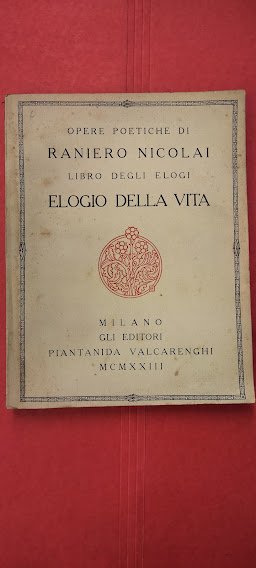 OPERE POETICHE DI
RANIERO NICOLAI
LIBRO DEGLI ELOGI
ELOGIO DELLA VITA
MILANO
GLI EDITORI
PIANTANIDA VALCARENGHI
MCMXXIII